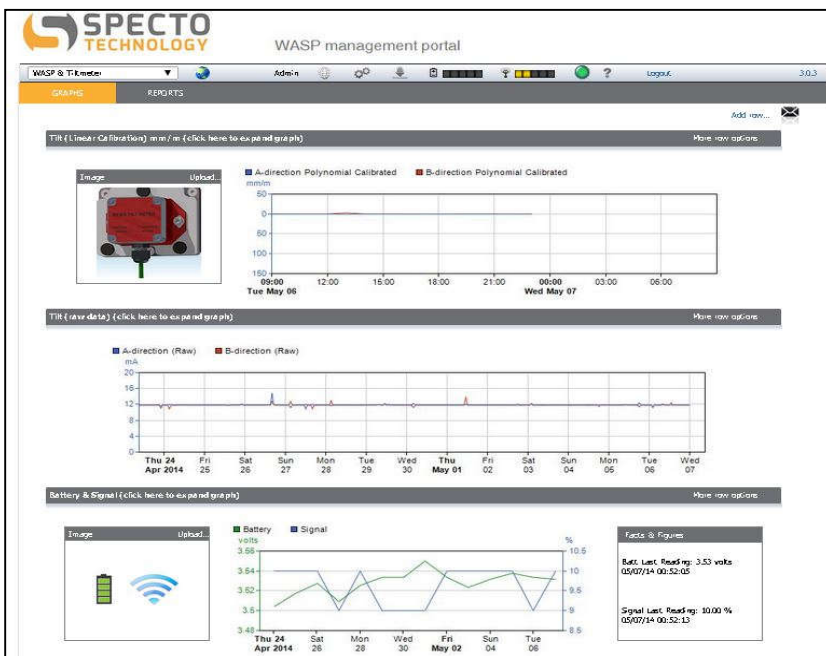 SPECTO
TECHNOLOGY
WASP management portal
WASP & Tiltmeter
Admin
?
Logout
3.0.3
GRAPHS
REPORTS
Add row...
Tilt (Linear Calibration) mm/m (click here to expand graph)
More row options
Image
Upload...
A-direction Polynomial Calibrated
B-direction Polynomial Calibrated
mm/m
50
0
50
100
150
09:00
12:00
15:00
18:00
21:00
00:00
03:00
06:00
Tue May 06
Wed May 07
Tilt (raw data) (click here to expand graph)
More row options
A-direction (Raw)
B-direction (Raw)
mA
20
16
12
8
4
0
Thu 24
Fri
Sat
Sun
Mon
Tue
Wed
Thu
Fri
Sat
Sun
Mon
Tue
Wed
Apr 2014
25
26
27
28
29
30
May 01
02
03
04
05
06
07
Battery & Signal (click here to expand graph)
More row options
Image
Upload...
Battery
Signal
volts
%
3.56
3.54
3.52
3.5
3.48
10.5
10
9.5
9
8.5
Thu 24
Sat
Mon
Wed
Fri
Sun
Tue
Apr 2014
26
28
30
May 02
04
06
Facts & Figures
Batt Last Reading: 3.53 volts
05/07/14 00:52:05
Signal Last Reading: 10.00 %
05/07/14 00:52:13